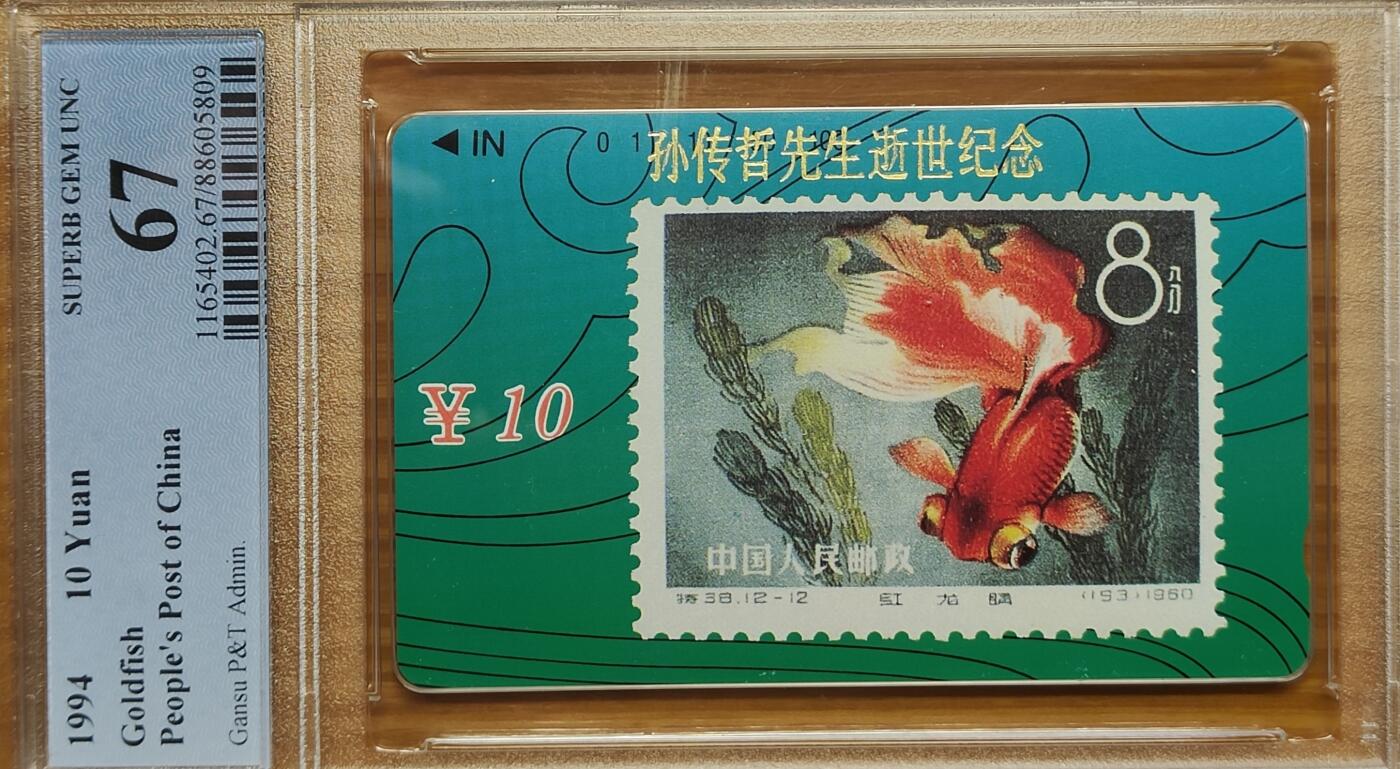 1994 10 Yuan
Goldfish
People's Post of China
Gansu P&T Admin.
SUPERB GEM UNC
67
1165402.67/88605809
◀IN
孙传哲先生逝世纪念
¥10
8分
中国人民邮政
特38.12-12 红龙睛 (193)1960